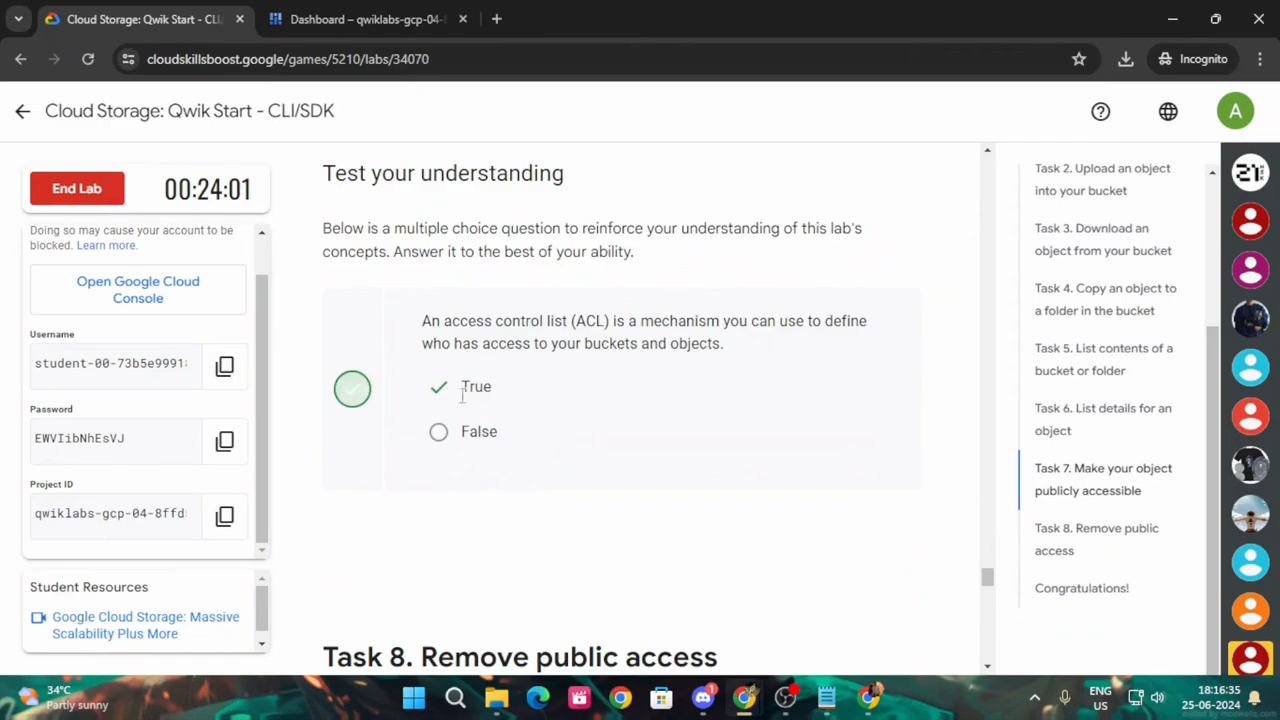 Cloud Storage: Qwik Start - CLI/
Dashboard – qwiklabs-gcp-04-
cloudskillsboost.google/games/5210/labs/34070
Incognito
Cloud Storage: Qwik Start - CLI/SDK
A
End Lab
00:24:01
Doing so may cause your account to be
blocked. Learn more.
Open Google Cloud
Console
Username
student-00-73b5e9991
Password
EWVIibNhEsVJ
Project ID
qwiklabs-gcp-04-8ffd
Student Resources
Google Cloud Storage: Massive
Scalability Plus More
Test your understanding
Below is a multiple choice question to reinforce your understanding of this lab's
concepts. Answer it to the best of your ability.
An access control list (ACL) is a mechanism you can use to define
who has access to your buckets and objects.
True
False
Task 8. Remove public access
Task 2. Upload an object
into your bucket
Task 3. Download an
object from your bucket
Task 4. Copy an object to
a folder in the bucket
Task 5. List contents of a
bucket or folder
Task 6. List details for an
object
Task 7. Make your object
publicly accessible
Task 8. Remove public
access
Congratulations!
21
34°C
Partly sunny
1
ENG
US
18:16:35
25-06-2024